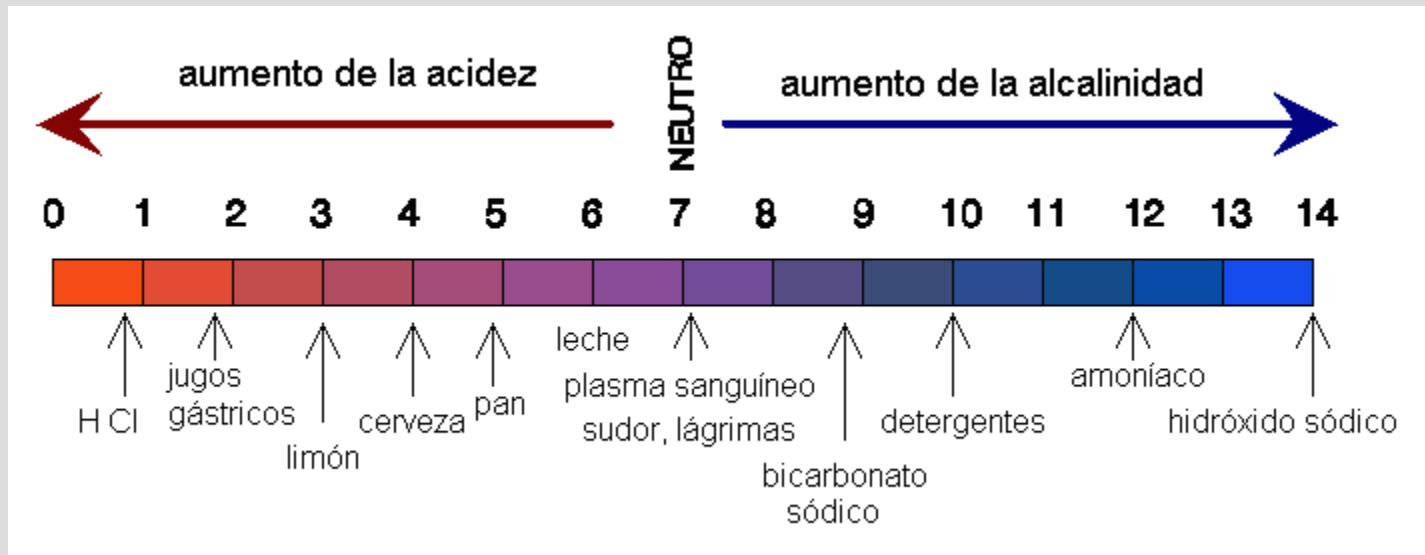 aumento de la acidez
NEUTRO
aumento de la alcalinidad
0 1 2 3 4 5 6 7 8 9 10 11 12 13 14
H Cl
jugos
gástricos
limón
cerveza
pan
leche
plasma sanguíneo
sudor, lágrimas
bicarbonato
sódico
detergentes
amoníaco
hidróxido sódico